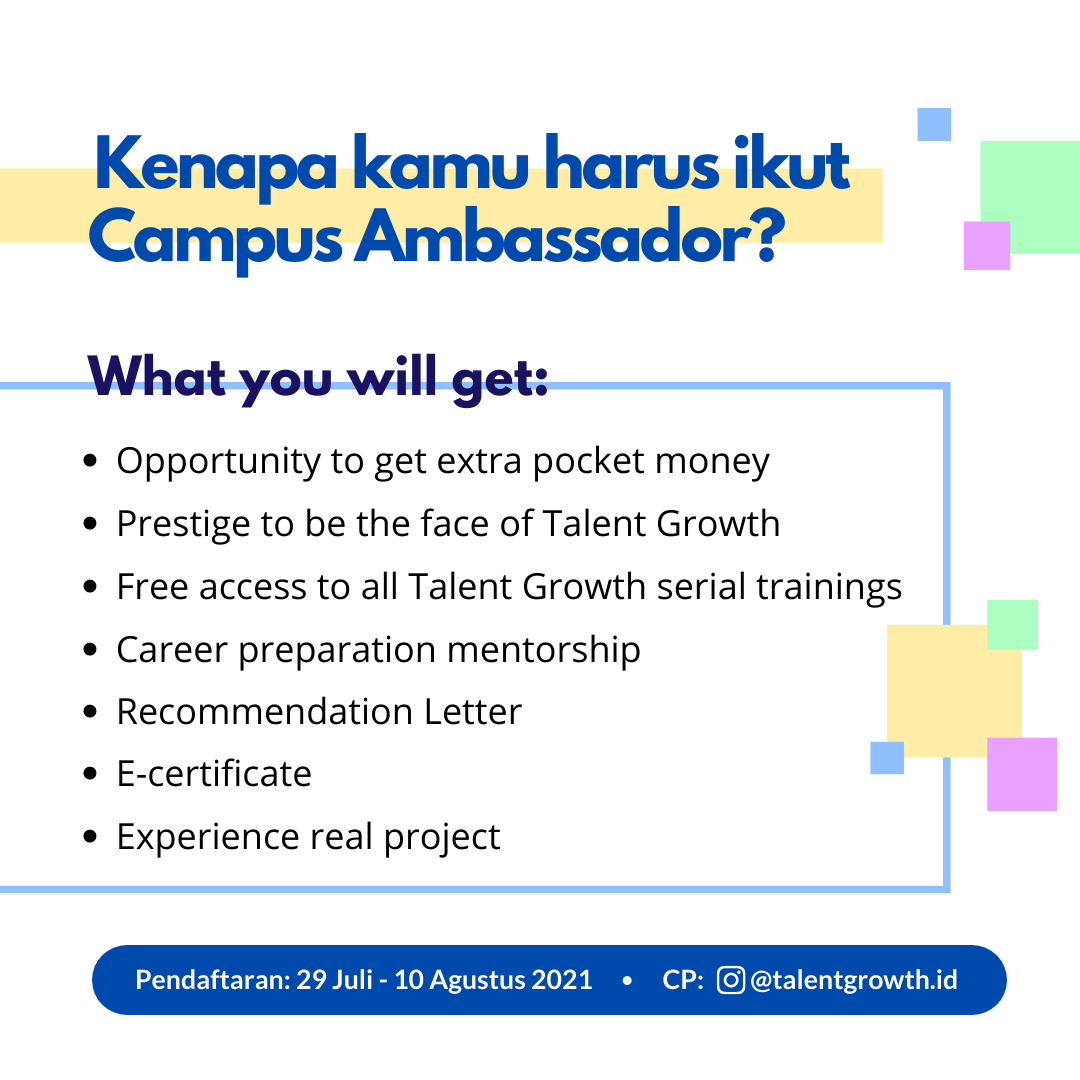 Kenapa kamu harus ikut
Campus Ambassador?
What you will get:
• Opportunity to get extra pocket money
• Prestige to be the face of Talent Growth
• Free access to all Talent Growth serial trainings
• Career preparation mentorship
• Recommendation Letter
• E-certificate
• Experience real project
Pendaftaran: 29 Juli - 10 Agustus 2021 • CP: @talentgrowth.id